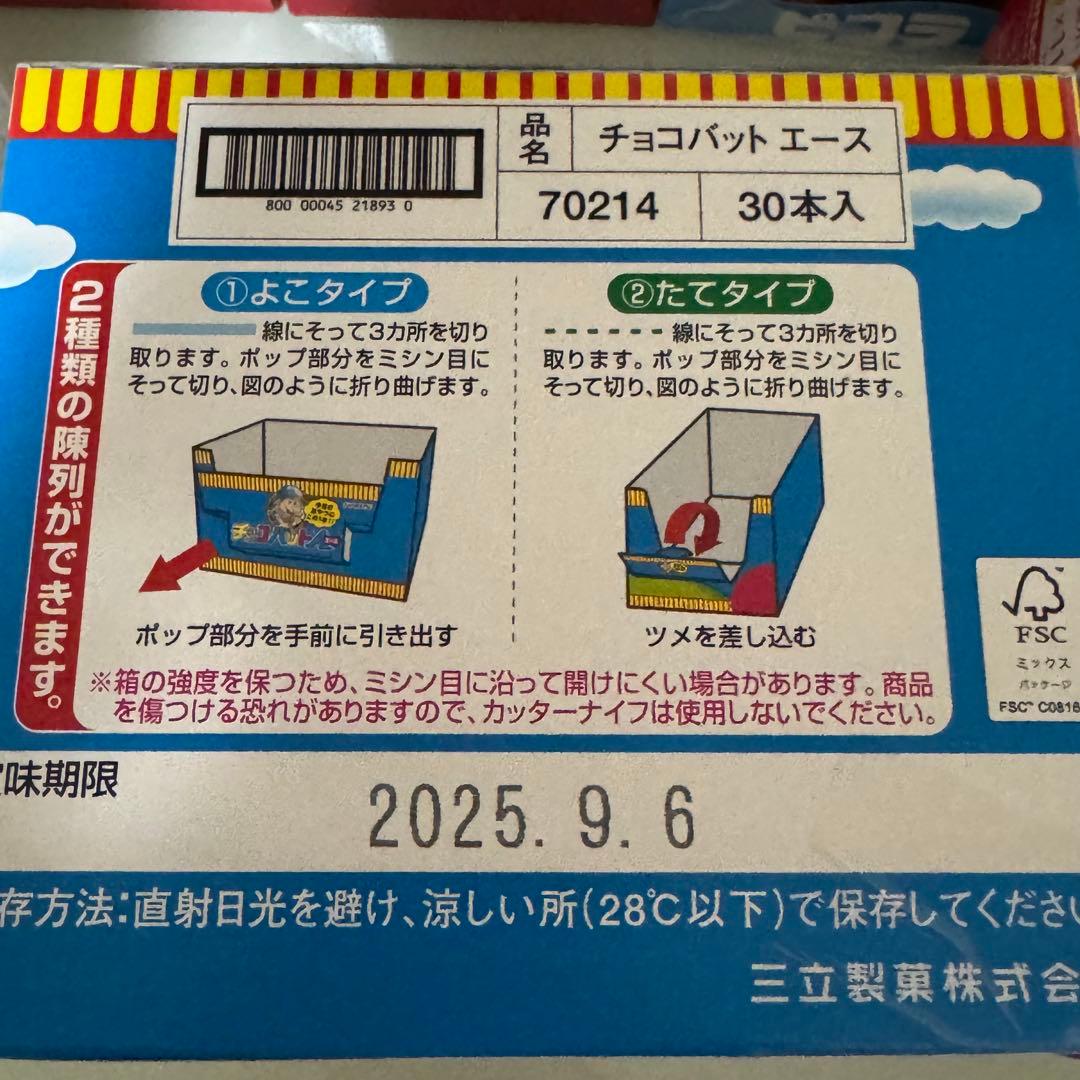 品名
チョコバット エース
800 00045 21893 0
70214
30本入
2種類の陳列ができます。
①よこタイプ
線にそって3カ所を切り
取ります。ポップ部分をミシン目に
そって切り、図のように折り曲げます。
チョコバット
ポップ部分を手前に引き出す
②たてタイプ
線にそって3カ所を切り
取ります。ポップ部分をミシン目に
そって切り、図のように折り曲げます。
ツメを差し込む
※箱の強度を保つため、ミシン目に沿って開けにくい場合があります。商品
を傷つける恐れがありますので、カッターナイフは使用しないでください。
FSC
ミックス
パッケージ
FSC™ C0816
味期限
2025. 9. 6
存方法:直射日光を避け、涼しい所(28℃以下)で保存してくださ
三立製菓株式会